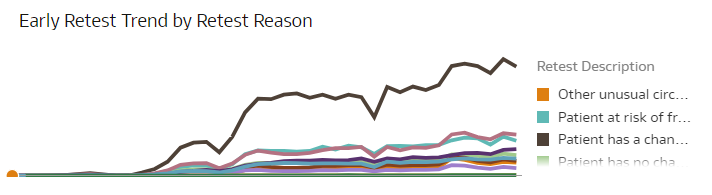 Early Retest Trend by Retest Reason
Retest Description
Other unusual circ...
Patient at risk of fr...
Patient has a chan...
Patient has no cha...